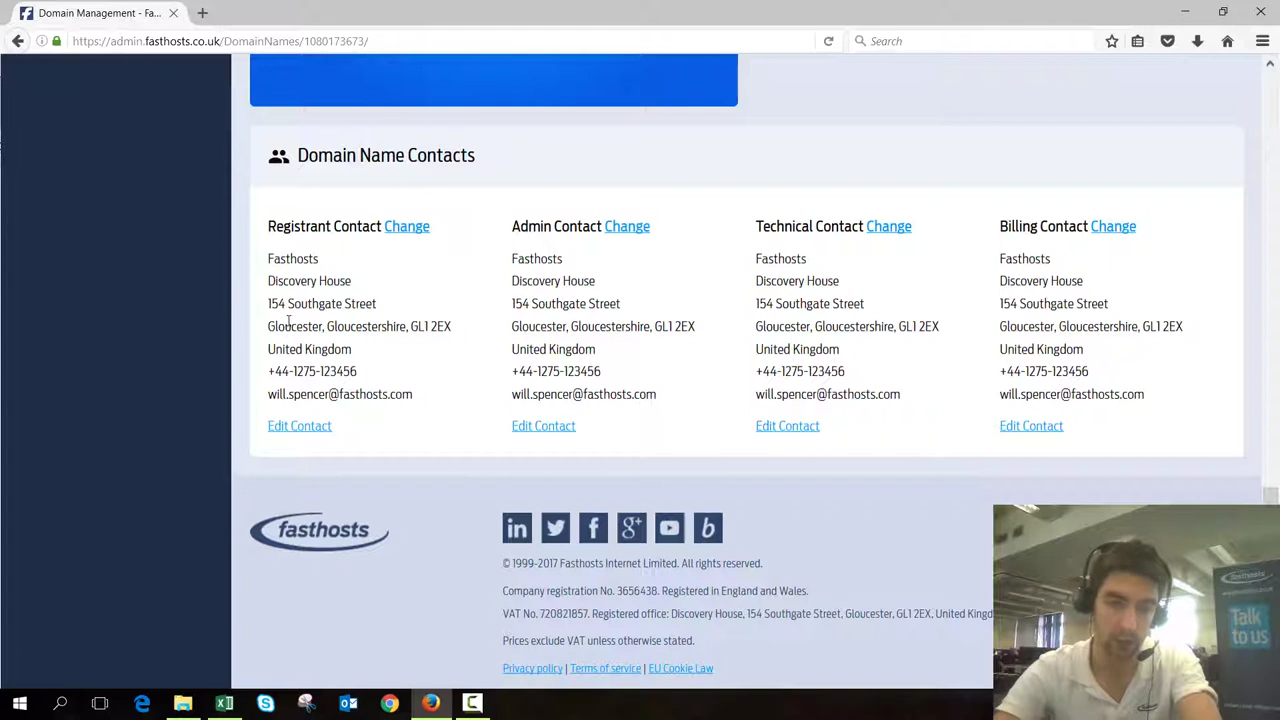 Domain Management - Fa...
https://admin.fasthosts.co.uk/DomainNames/1080173673/
Search
Domain Name Contacts
Registrant Contact Change
Fasthosts
Discovery House
154 Southgate Street
Gloucester, Gloucestershire, GL1 2EX
United Kingdom
+44-1275-123456
will.spencer@fasthosts.com
Edit Contact
Admin Contact Change
Fasthosts
Discovery House
154 Southgate Street
Gloucester, Gloucestershire, GL1 2EX
United Kingdom
+44-1275-123456
will.spencer@fasthosts.com
Edit Contact
Technical Contact Change
Fasthosts
Discovery House
154 Southgate Street
Gloucester, Gloucestershire, GL1 2EX
United Kingdom
+44-1275-123456
will.spencer@fasthosts.com
Edit Contact
Billing Contact Change
Fasthosts
Discovery House
154 Southgate Street
Gloucester, Gloucestershire, GL1 2EX
United Kingdom
+44-1275-123456
will.spencer@fasthosts.com
Edit Contact
fasthosts
© 1999-2017 Fasthosts Internet Limited. All rights reserved.
Company registration No. 3656438. Registered in England and Wales.
VAT No. 720821857. Registered office: Discovery House, 154 Southgate Street, Gloucester, GL1 2EX, United Kingd
Prices exclude VAT unless otherwise stated.
Privacy policy | Terms of service | EU Cookie Law
fasthosts
Talk
to us